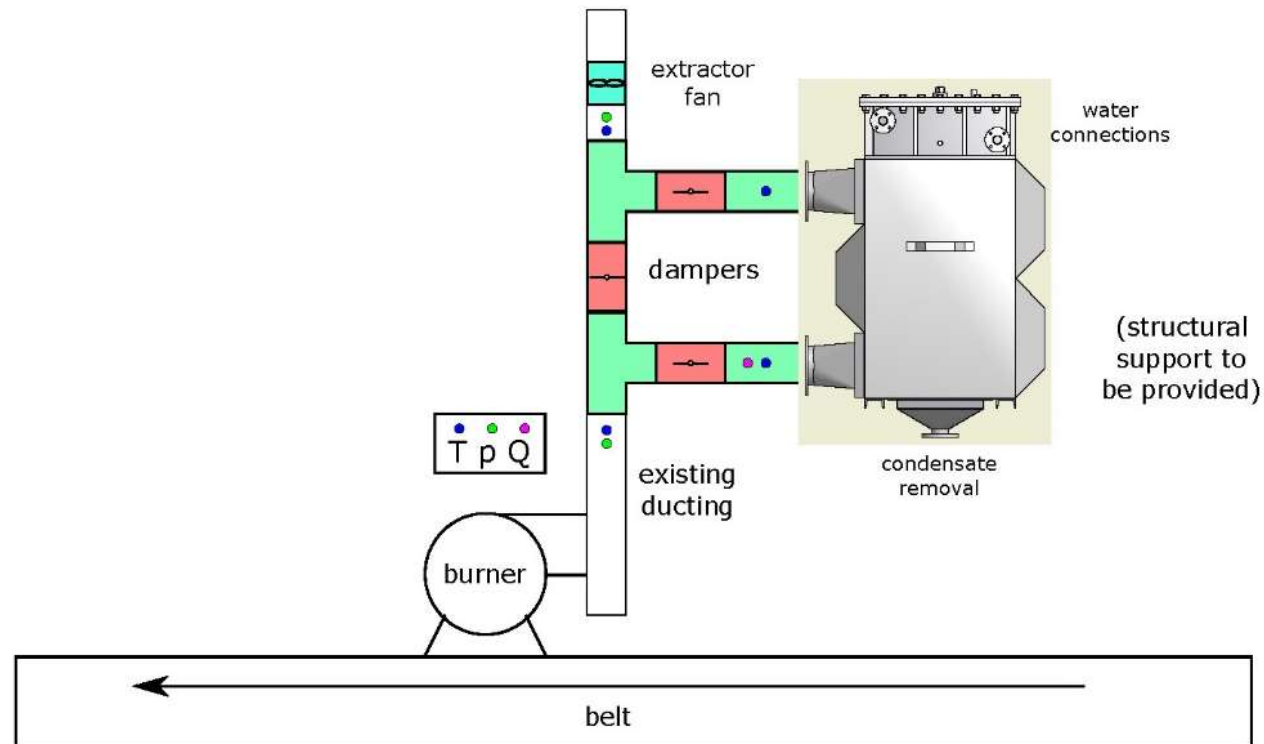 extractor
fan
water
connections
dampers
(structural
support to
be provided)
T p Q
existing
ducting
condensate
removal
burner
belt